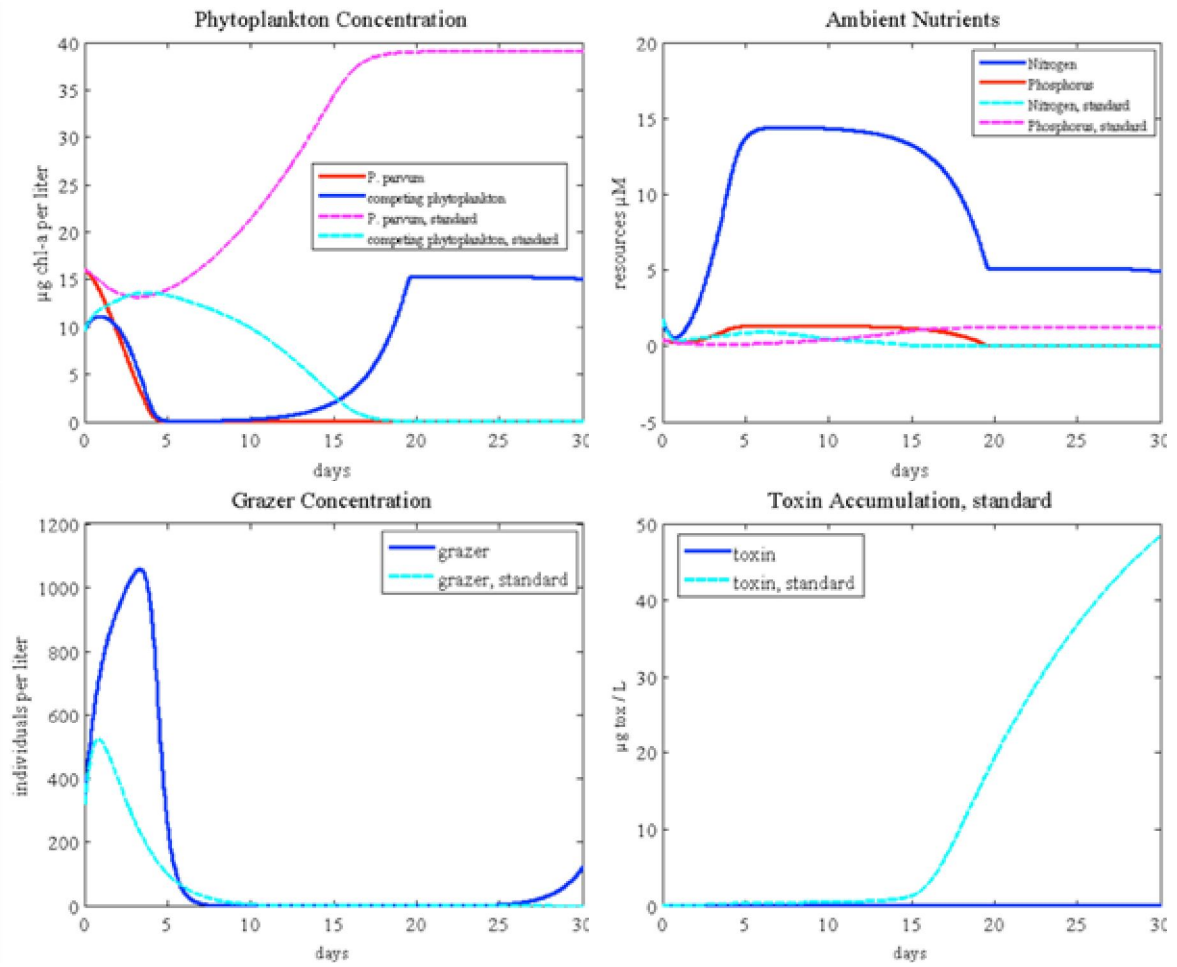 Phytoplankton Concentration
40
35
30
25
20
15
10
5
0
µg chl-a per liter
P. parvum
competing phytoplankton
P. parvum, standard
competing phytoplankton, standard
0 5 10 15 20 25 30
days
Ambient Nutrients
20
15
10
5
0
-5
resources µM
Nitrogen
Phosphorus
Nitrogen, standard
Phosphorus, standard
0 5 10 15 20 25 30
days
Grazer Concentration
1200
1000
800
600
400
200
0
individuals per liter
grazer
grazer, standard
0 5 10 15 20 25 30
days
Toxin Accumulation, standard
50
40
30
20
10
0
µg tox / L
toxin
toxin, standard
0 5 10 15 20 25 30
days